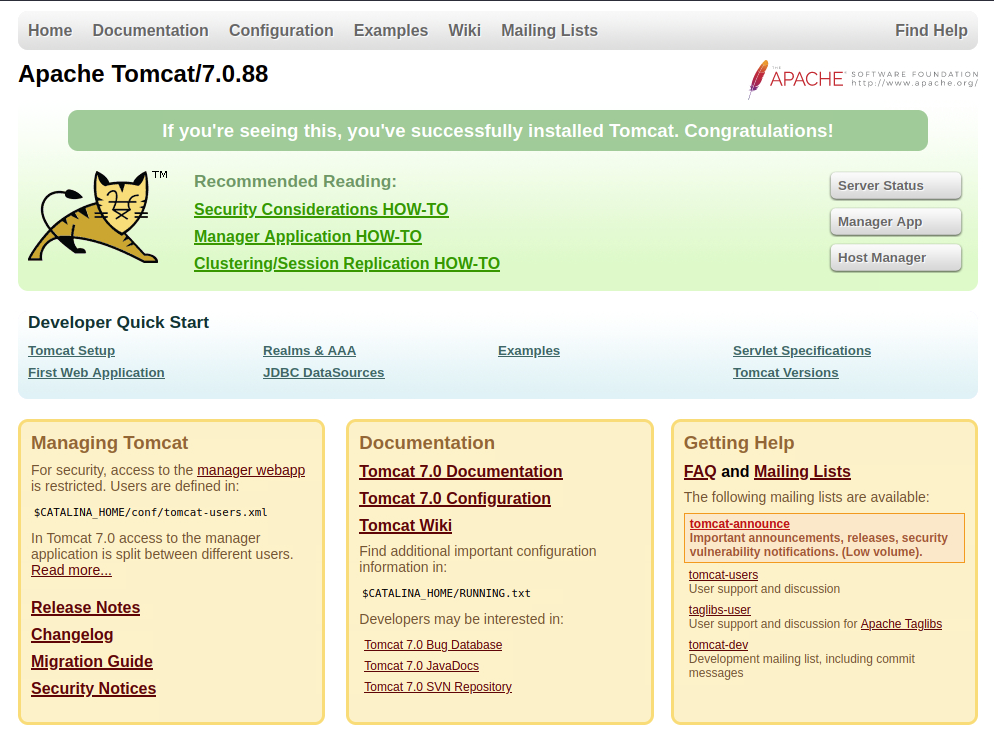 Home Documentation Configuration Examples Wiki Mailing Lists Find Help
Apache Tomcat/7.0.88
THE APACHE® SOFTWARE FOUNDATION
http://www.apache.org/
If you're seeing this, you've successfully installed Tomcat. Congratulations!
TM
Recommended Reading:
Security Considerations HOW-TO
Manager Application HOW-TO
Clustering/Session Replication HOW-TO
Server Status
Manager App
Host Manager
Developer Quick Start
Tomcat Setup
First Web Application
Realms & AAA
JDBC DataSources
Examples
Servlet Specifications
Tomcat Versions
Managing Tomcat
For security, access to the manager webapp
is restricted. Users are defined in:
$CATALINA_HOME/conf/tomcat-users.xml
In Tomcat 7.0 access to the manager
application is split between different users.
Read more...
Release Notes
Changelog
Migration Guide
Security Notices
Documentation
Tomcat 7.0 Documentation
Tomcat 7.0 Configuration
Tomcat Wiki
Find additional important configuration
information in:
$CATALINA_HOME/RUNNING.txt
Developers may be interested in:
Tomcat 7.0 Bug Database
Tomcat 7.0 JavaDocs
Tomcat 7.0 SVN Repository
Getting Help
FAQ and Mailing Lists
The following mailing lists are available:
tomcat-announce
Important announcements, releases, security
vulnerability notifications. (Low volume).
tomcat-users
User support and discussion
taglibs-user
User support and discussion for Apache Taglibs
tomcat-dev
Development mailing list, including commit
messages